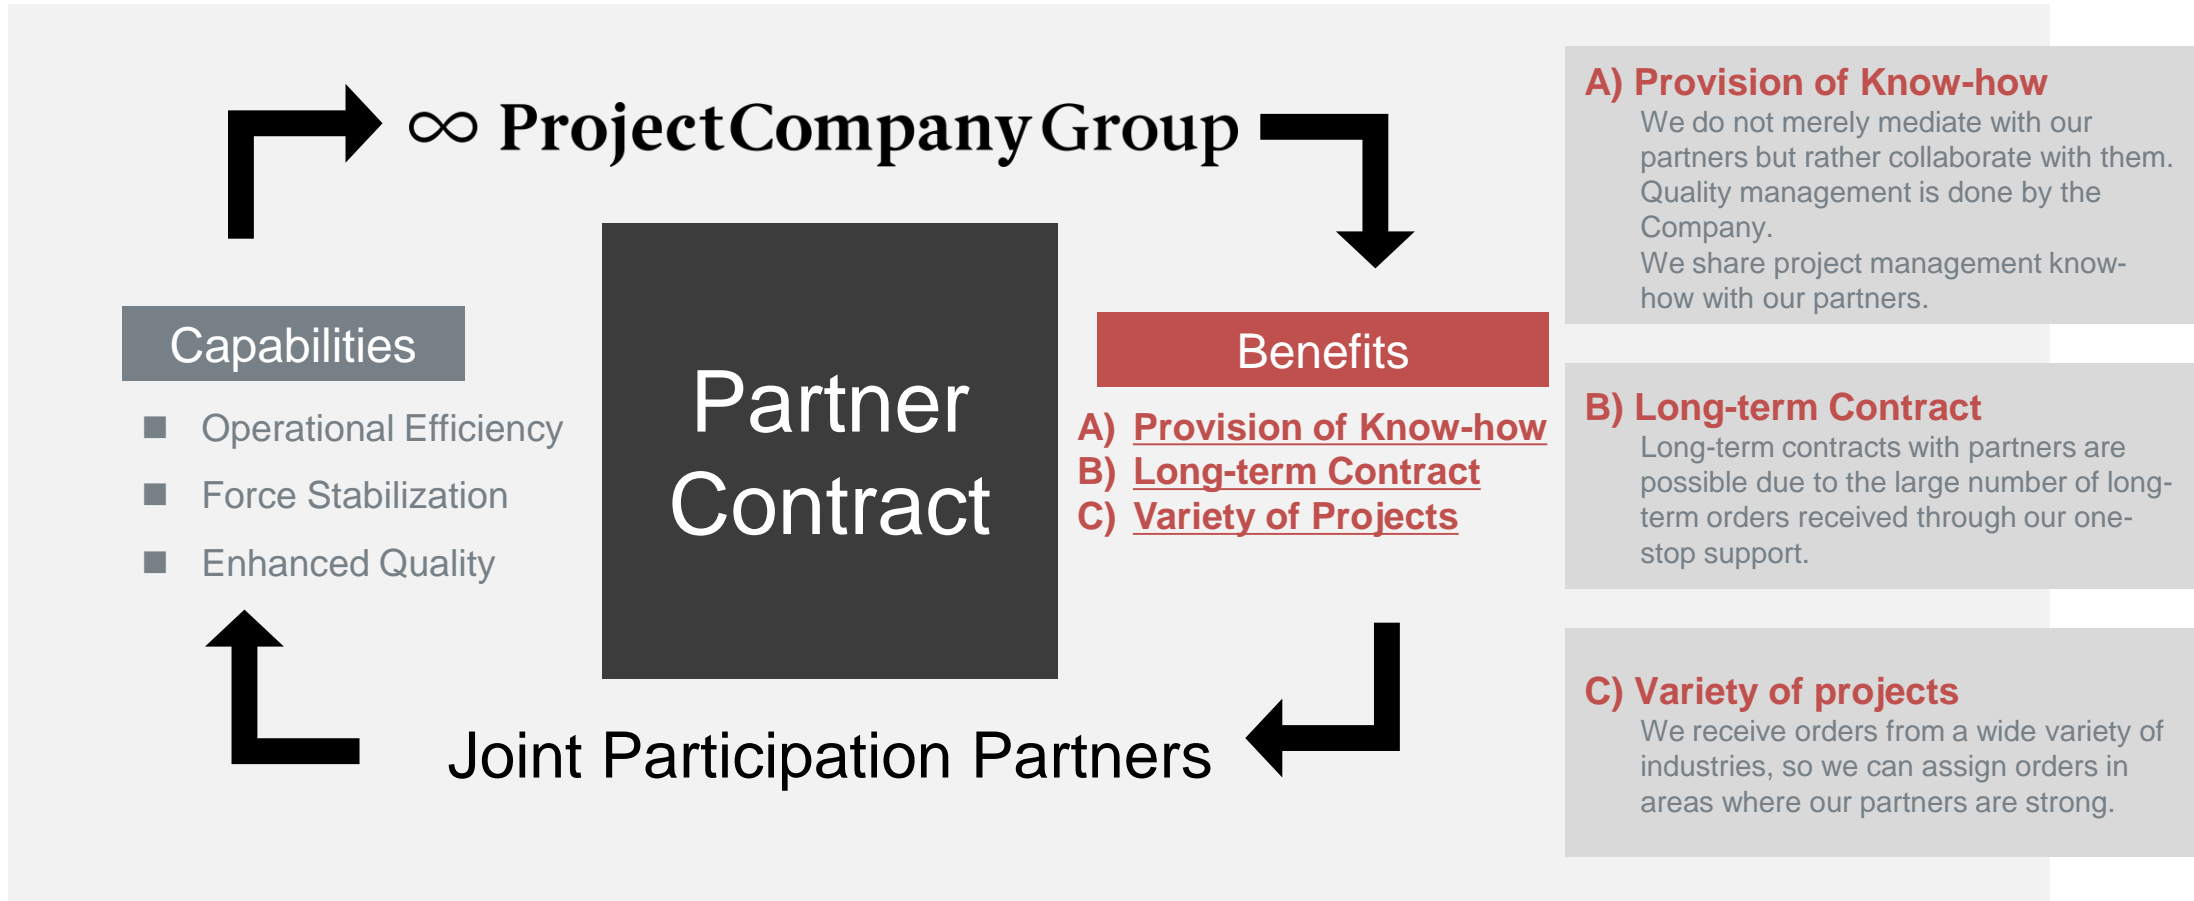 ∞ ProjectCompanyGroup
Capabilities
■ Operational Efficiency
■ Force Stabilization
■ Enhanced Quality
Partner
Contract
Benefits
A) Provision of Know-how
B) Long-term Contract
C) Variety of Projects
Joint Participation Partners
A) Provision of Know-how
We do not merely mediate with our
partners but rather collaborate with them.
Quality management is done by the
Company.
We share project management know-
how with our partners.
B) Long-term Contract
Long-term contracts with partners are
possible due to the large number of long-
term orders received through our one-
stop support.
C) Variety of projects
We receive orders from a wide variety of
industries, so we can assign orders in
areas where our partners are strong.